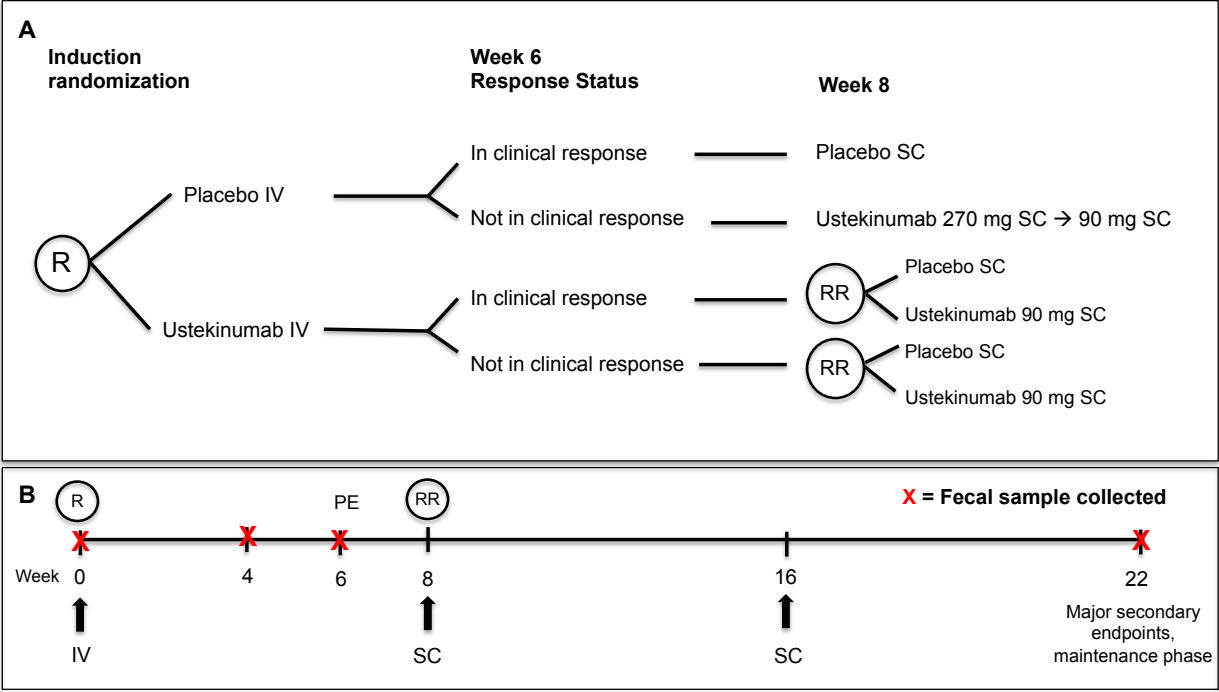 A
Induction
randomization
Week 6
Response Status
Week 8
R
Placebo IV
In clinical response
Placebo SC
Not in clinical response
Ustekinumab 270 mg SC → 90 mg SC
Ustekinumab IV
In clinical response
RR
Placebo SC
Ustekinumab 90 mg SC
Not in clinical response
RR
Placebo SC
Ustekinumab 90 mg SC
B
R
PE
RR
X = Fecal sample collected
X X X X
Week 0 4 6 8 16 22
IV SC SC
Major secondary
endpoints,
maintenance phase